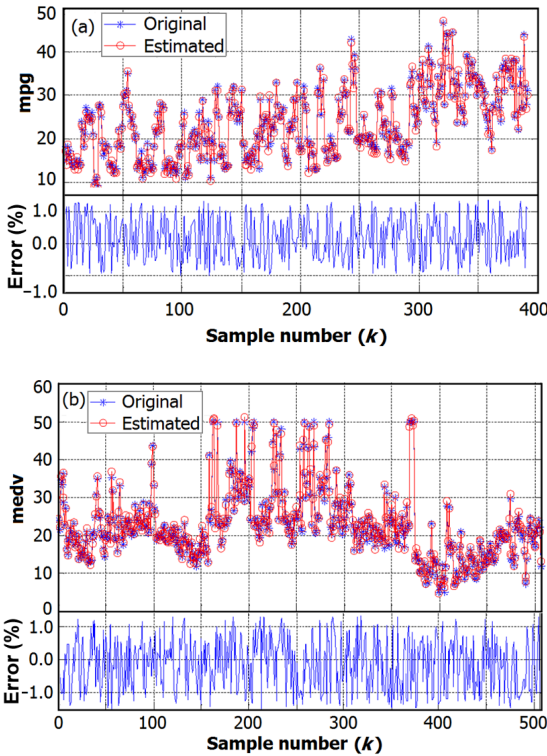 (a)
Original
Estimated
mpg
50
40
30
20
10
Error (%)
1.0
0.0
−1.0
0 100 200 300 400
Sample number (k)
(b)
Original
Estimated
medv
60
50
40
30
20
10
0
Error (%)
1.0
0.0
−1.0
0 100 200 300 400 500
Sample number (k)